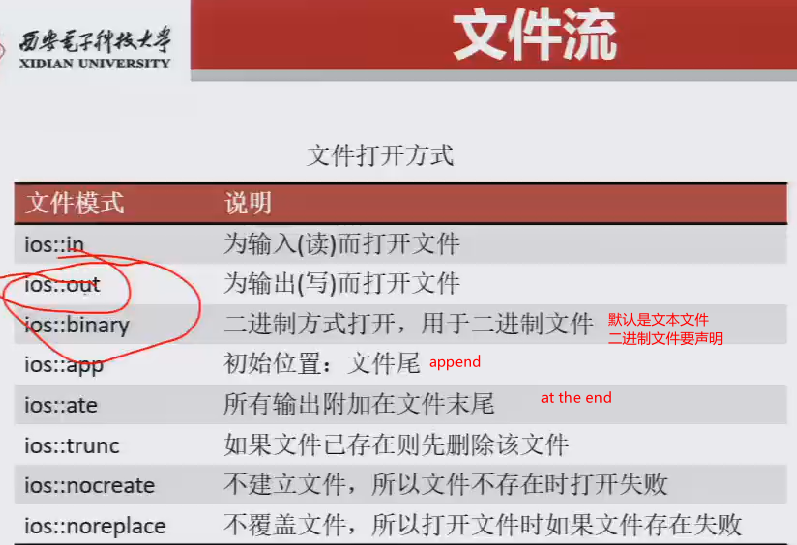 西安电子科技大学
XIDIAN UNIVERSITY
文件流
文件打开方式
文件模式 说明
ios::in 为输入(读)而打开文件
ios::out 为输出(写)而打开文件
ios::binary 二进制方式打开，用于二进制文件 默认是文本文件
二进制文件要声明
ios::app 初始位置：文件尾 append
ios::ate 所有输出附加在文件末尾 at the end
ios::trunc 如果文件已存在则先删除该文件
ios::nocreate 不建立文件，所以文件不存在时打开失败
ios::noreplace 不覆盖文件，所以打开文件时如果文件存在失败